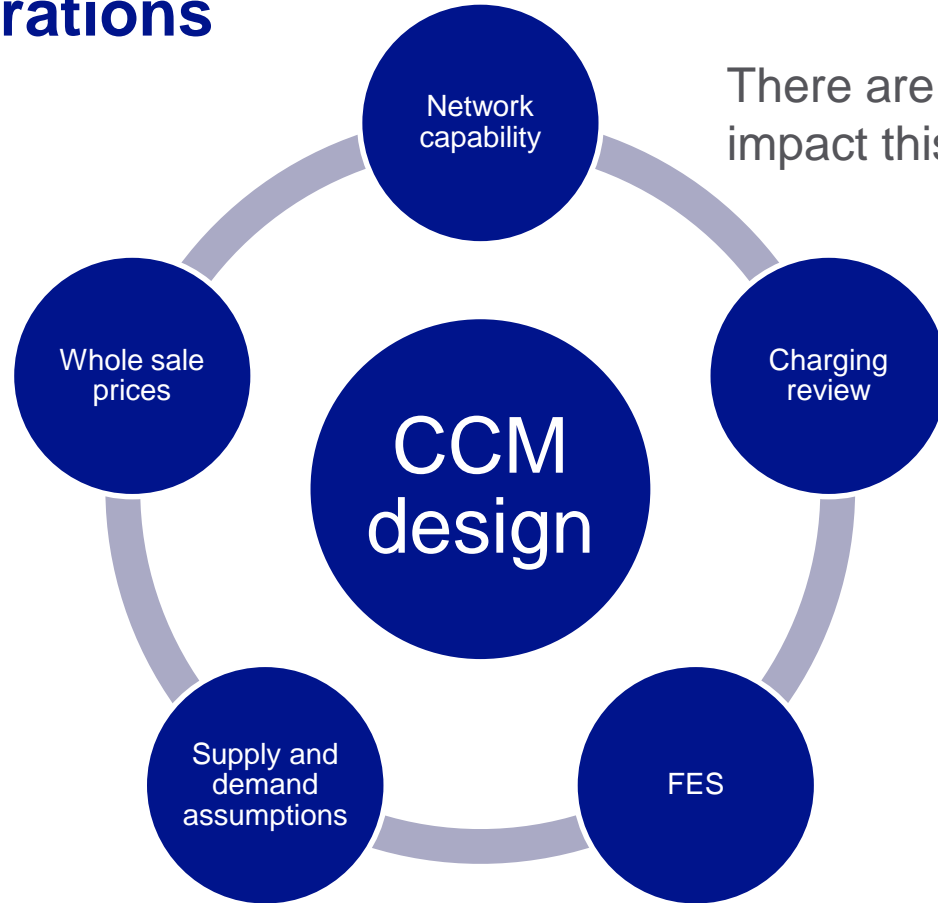 rations
There are
impact this
Network
capability
Whole sale
prices
Charging
review
CCM
design
Supply and
demand
assumptions
FES